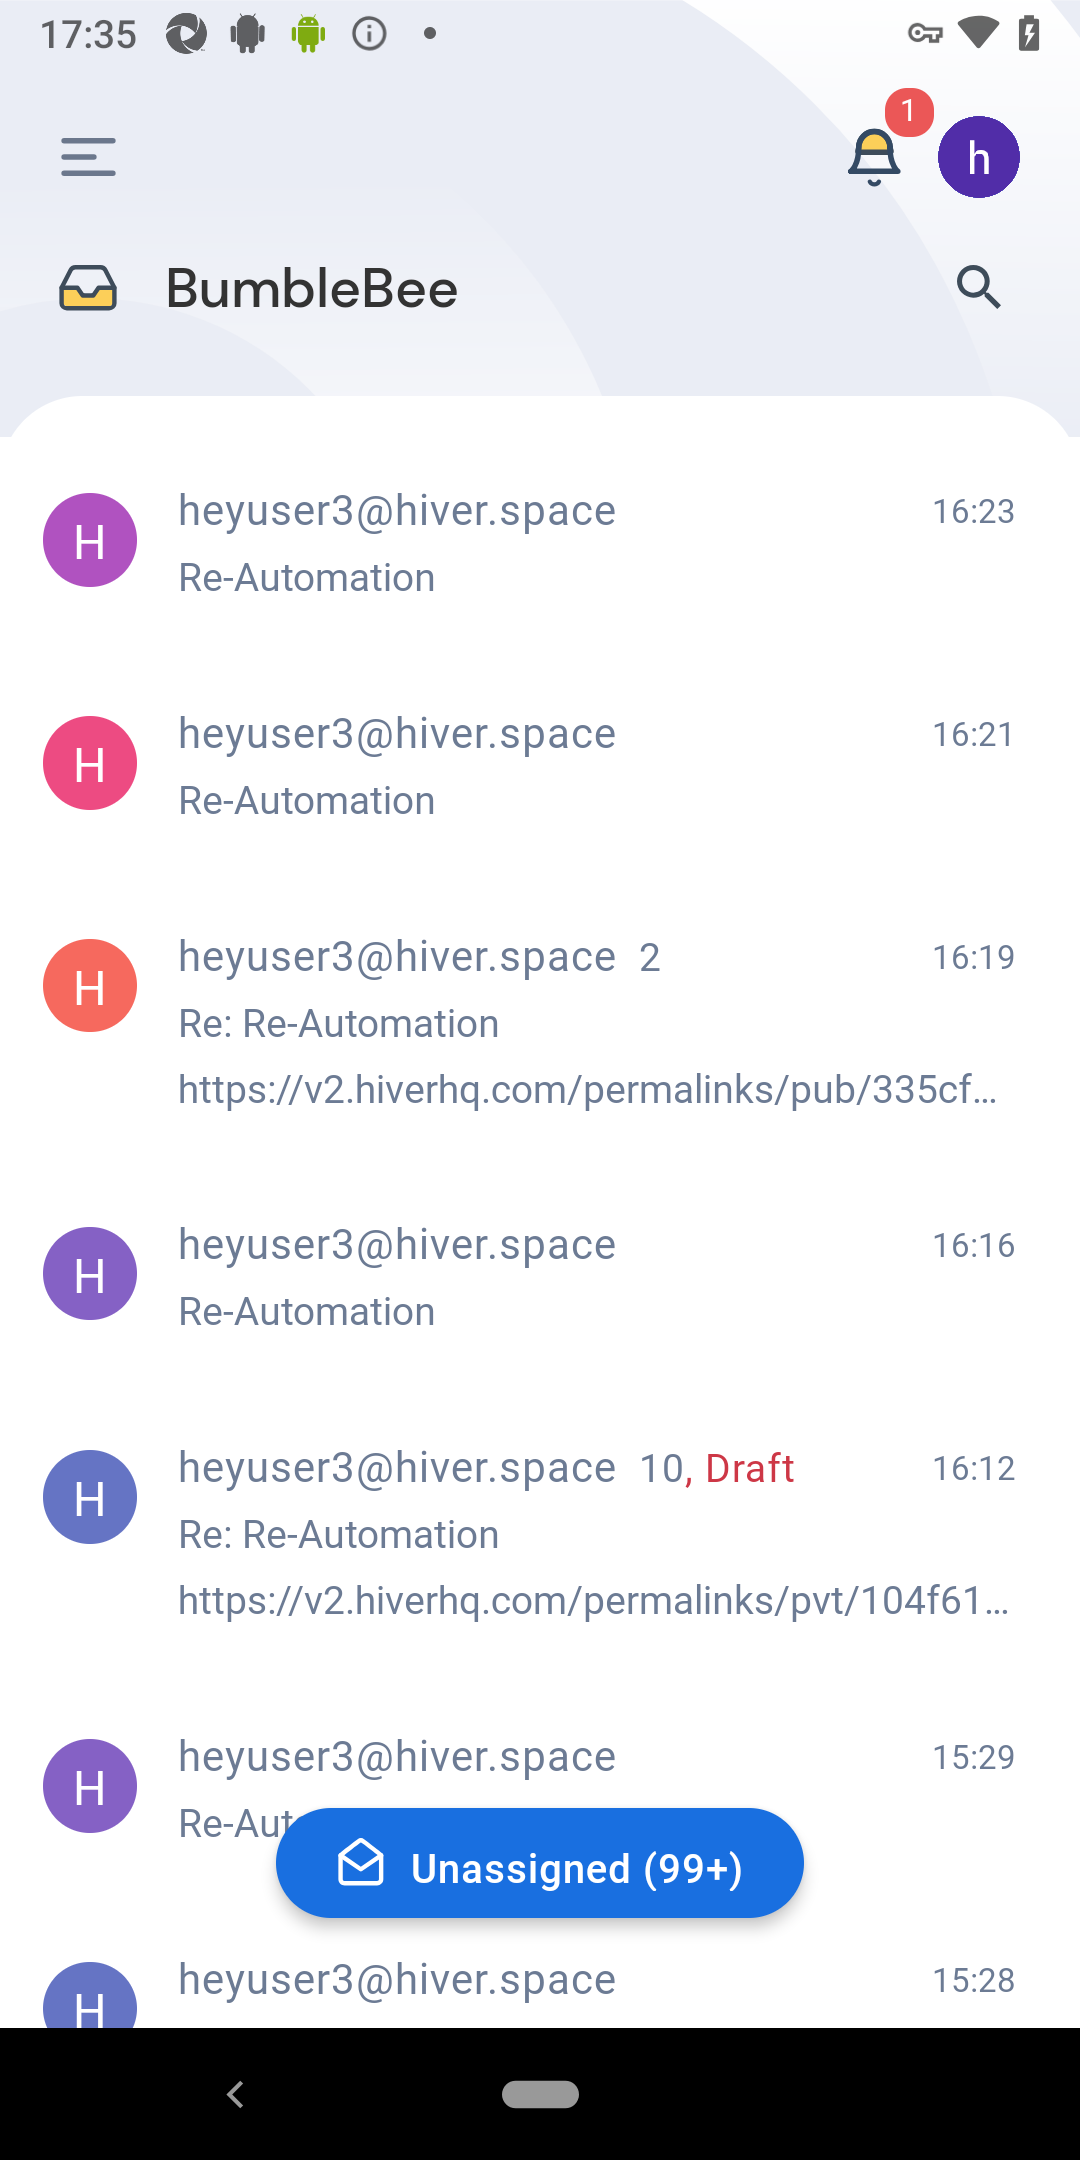 17:35
1
h
BumbleBee
H
heyuser3@hiver.space
16:23
Re-Automation
H
heyuser3@hiver.space
16:21
Re-Automation
H
heyuser3@hiver.space 2
16:19
Re: Re-Automation
https://v2.hiverhq.com/permalinks/pub/335cf...
H
heyuser3@hiver.space
16:16
Re-Automation
H
heyuser3@hiver.space 10, Draft
16:12
Re: Re-Automation
https://v2.hiverhq.com/permalinks/pvt/104f61...
H
heyuser3@hiver.space
15:29
Re-Aut
Unassigned (99+)
H
heyuser3@hiver.space
15:28